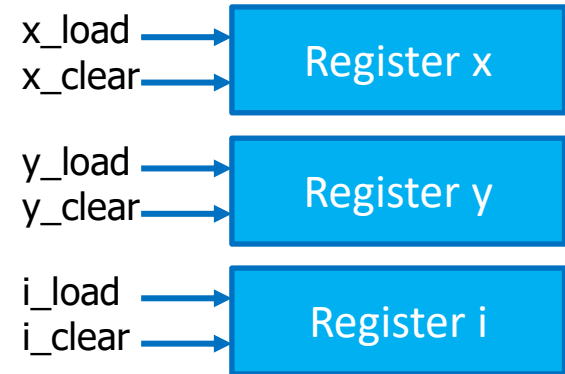 x_load
x_clear
Register x
y_load
y_clear
Register y
i_load
i_clear
Register i